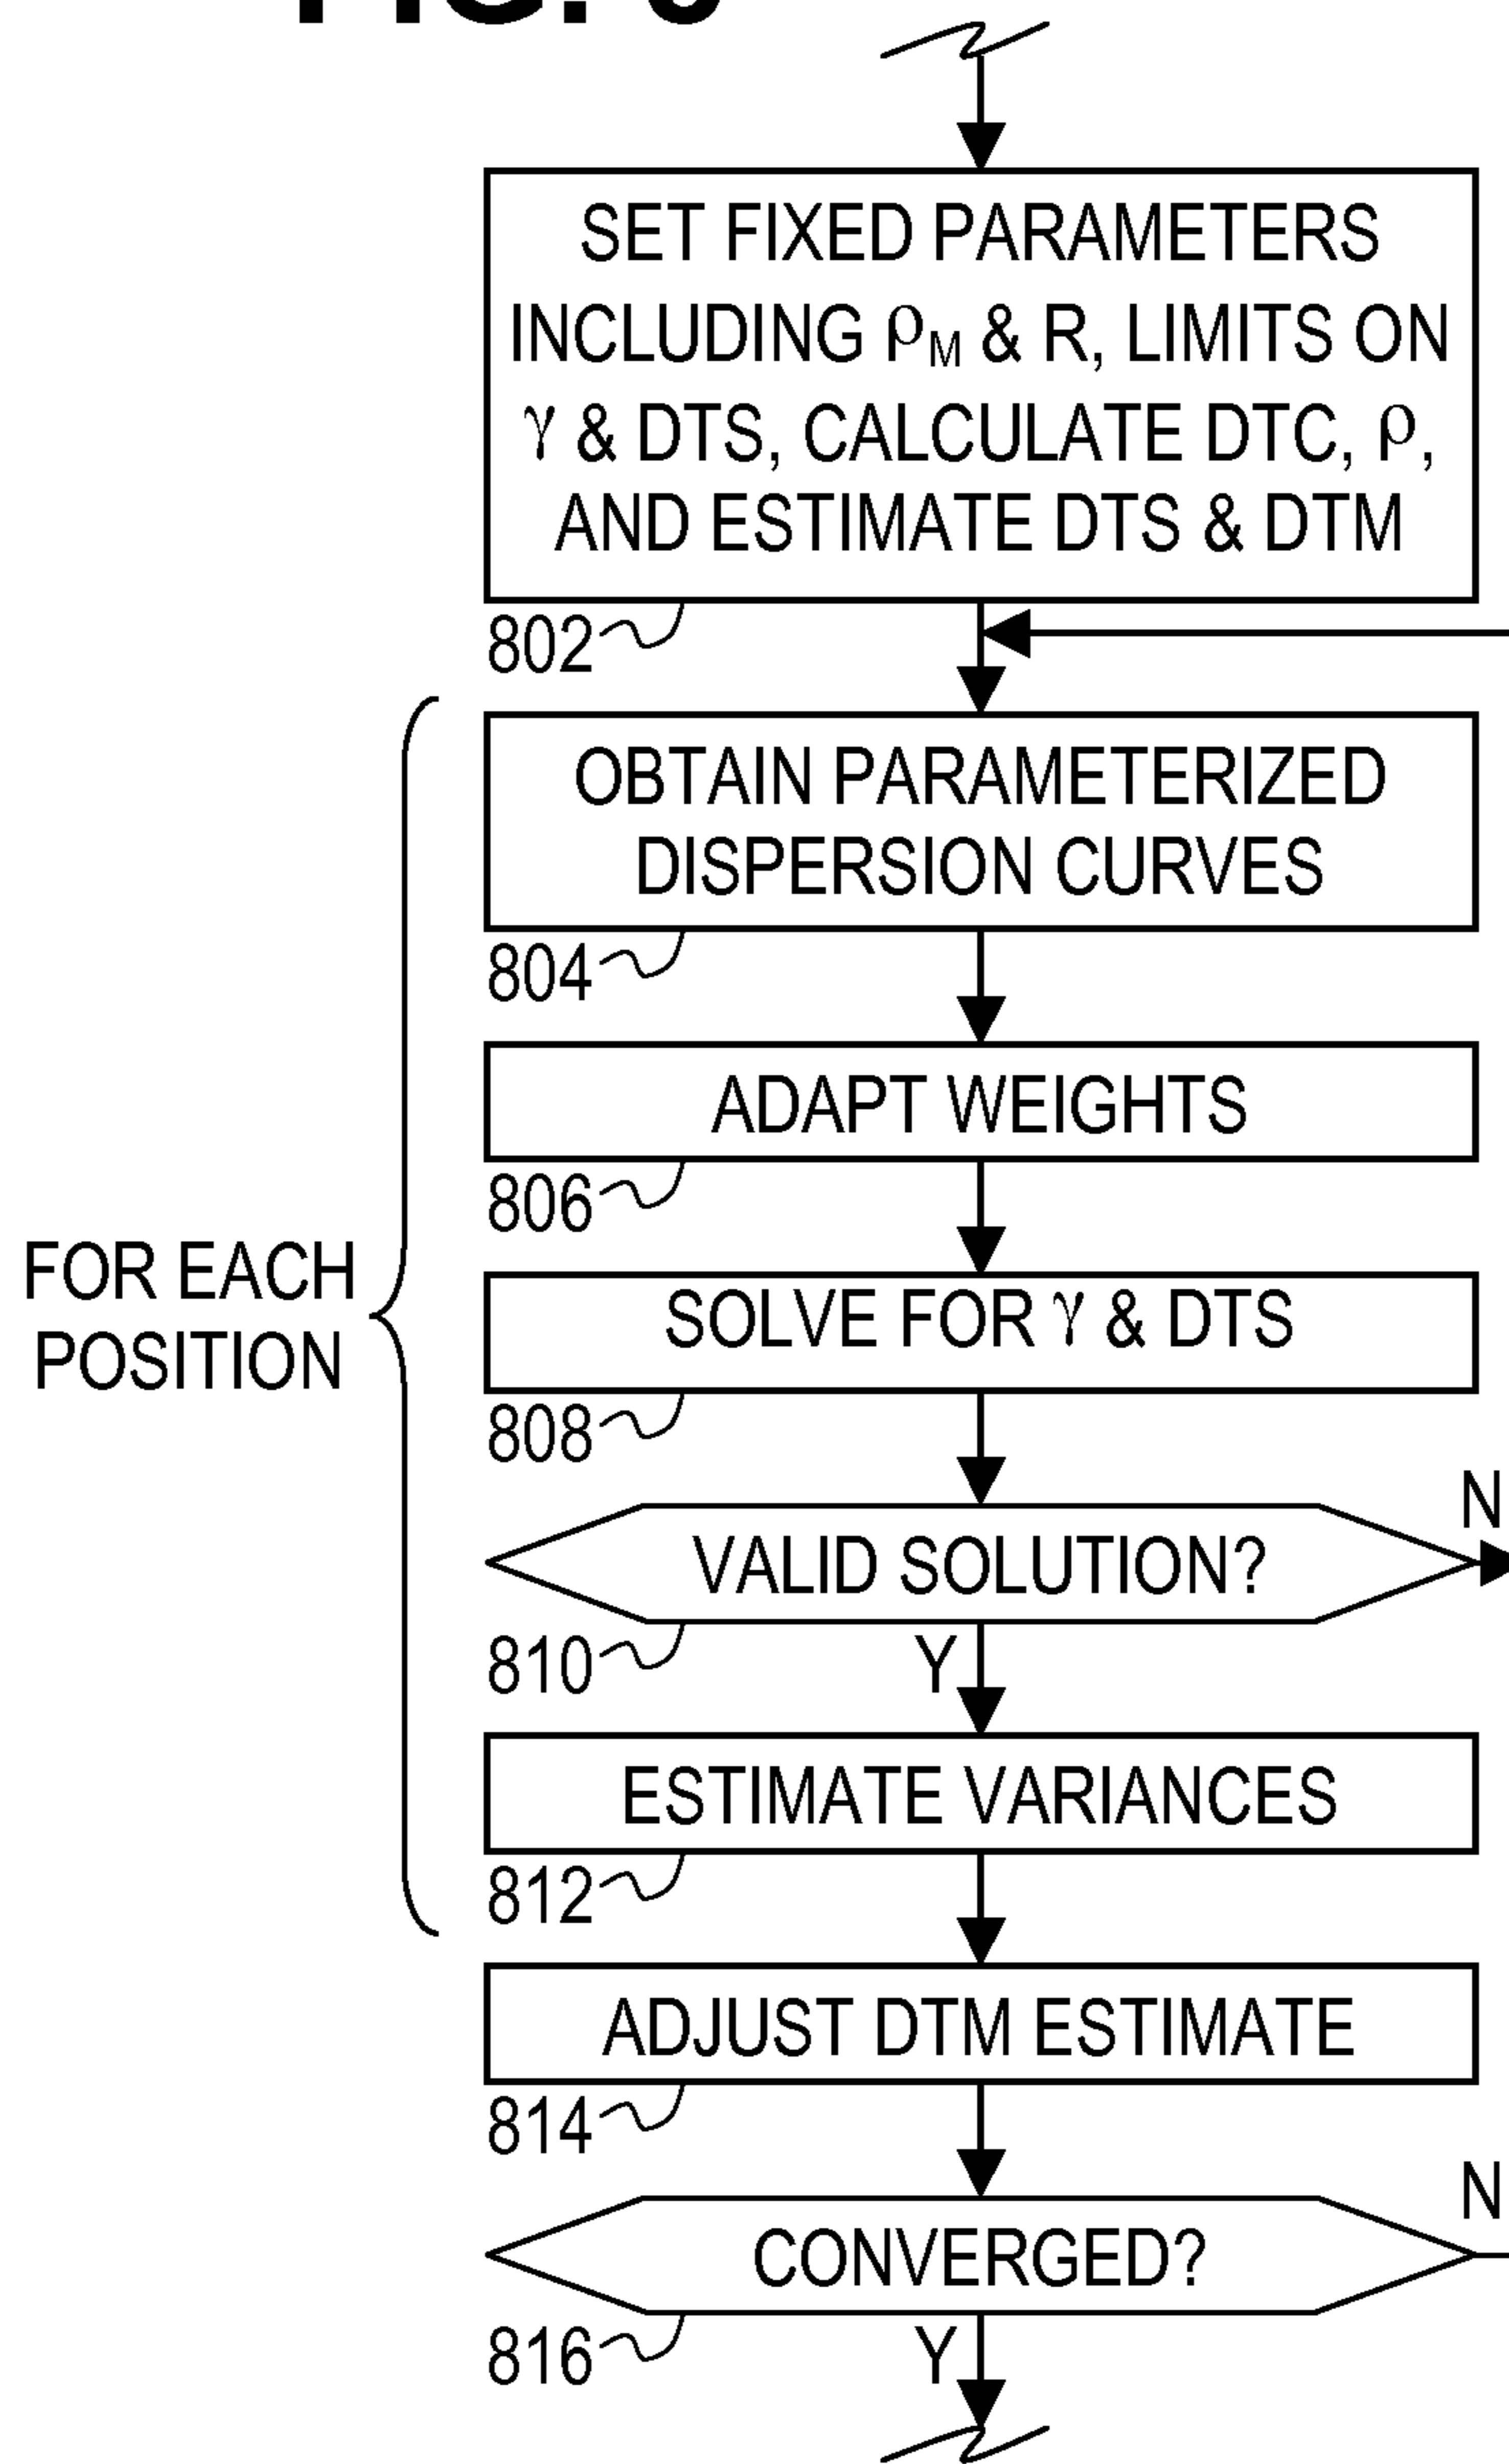 SET FIXED PARAMETERS
INCLUDING ρM & R, LIMITS ON
γ & DTS, CALCULATE DTC, ρ,
AND ESTIMATE DTS & DTM
802
OBTAIN PARAMETERIZED
DISPERSION CURVES
804
ADAPT WEIGHTS
806
FOR EACH
POSITION
SOLVE FOR γ & DTS
808
N
VALID SOLUTION?
810
Y
ESTIMATE VARIANCES
812
ADJUST DTM ESTIMATE
814
N
CONVERGED?
816
Y